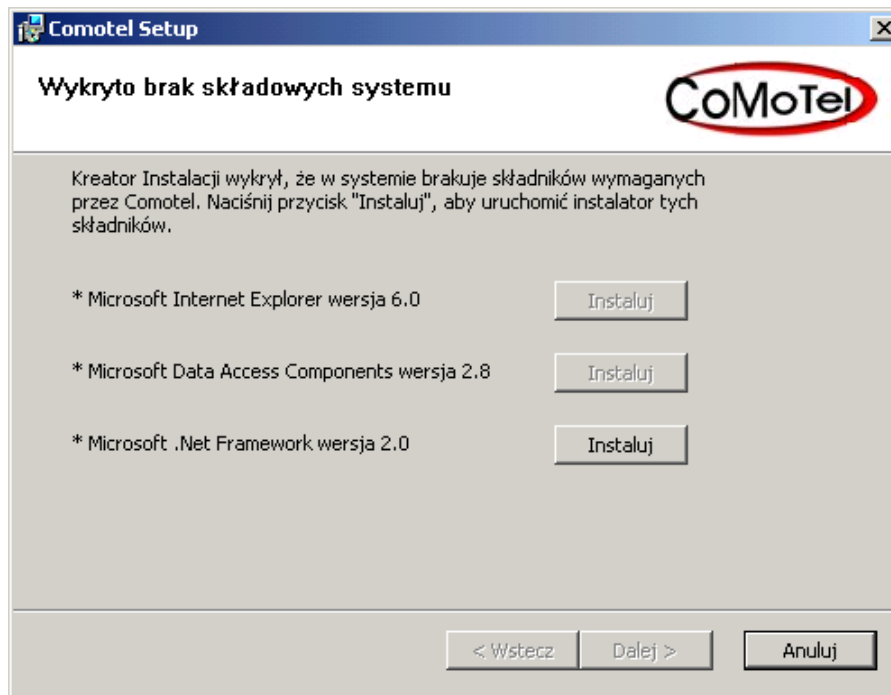 Comotel Setup
Wykryto brak składowych systemu
CoMoTel
Kreator Instalacji wykrył, że w systemie brakuje składników wymaganych
przez Comotel. Naciśnij przycisk "Instaluj", aby uruchomić instalator tych
składników.
* Microsoft Internet Explorer wersja 6.0
Instaluj
* Microsoft Data Access Components wersja 2.8
Instaluj
* Microsoft .Net Framework wersja 2.0
Instaluj
< Wstecz
Dalej >
Anuluj